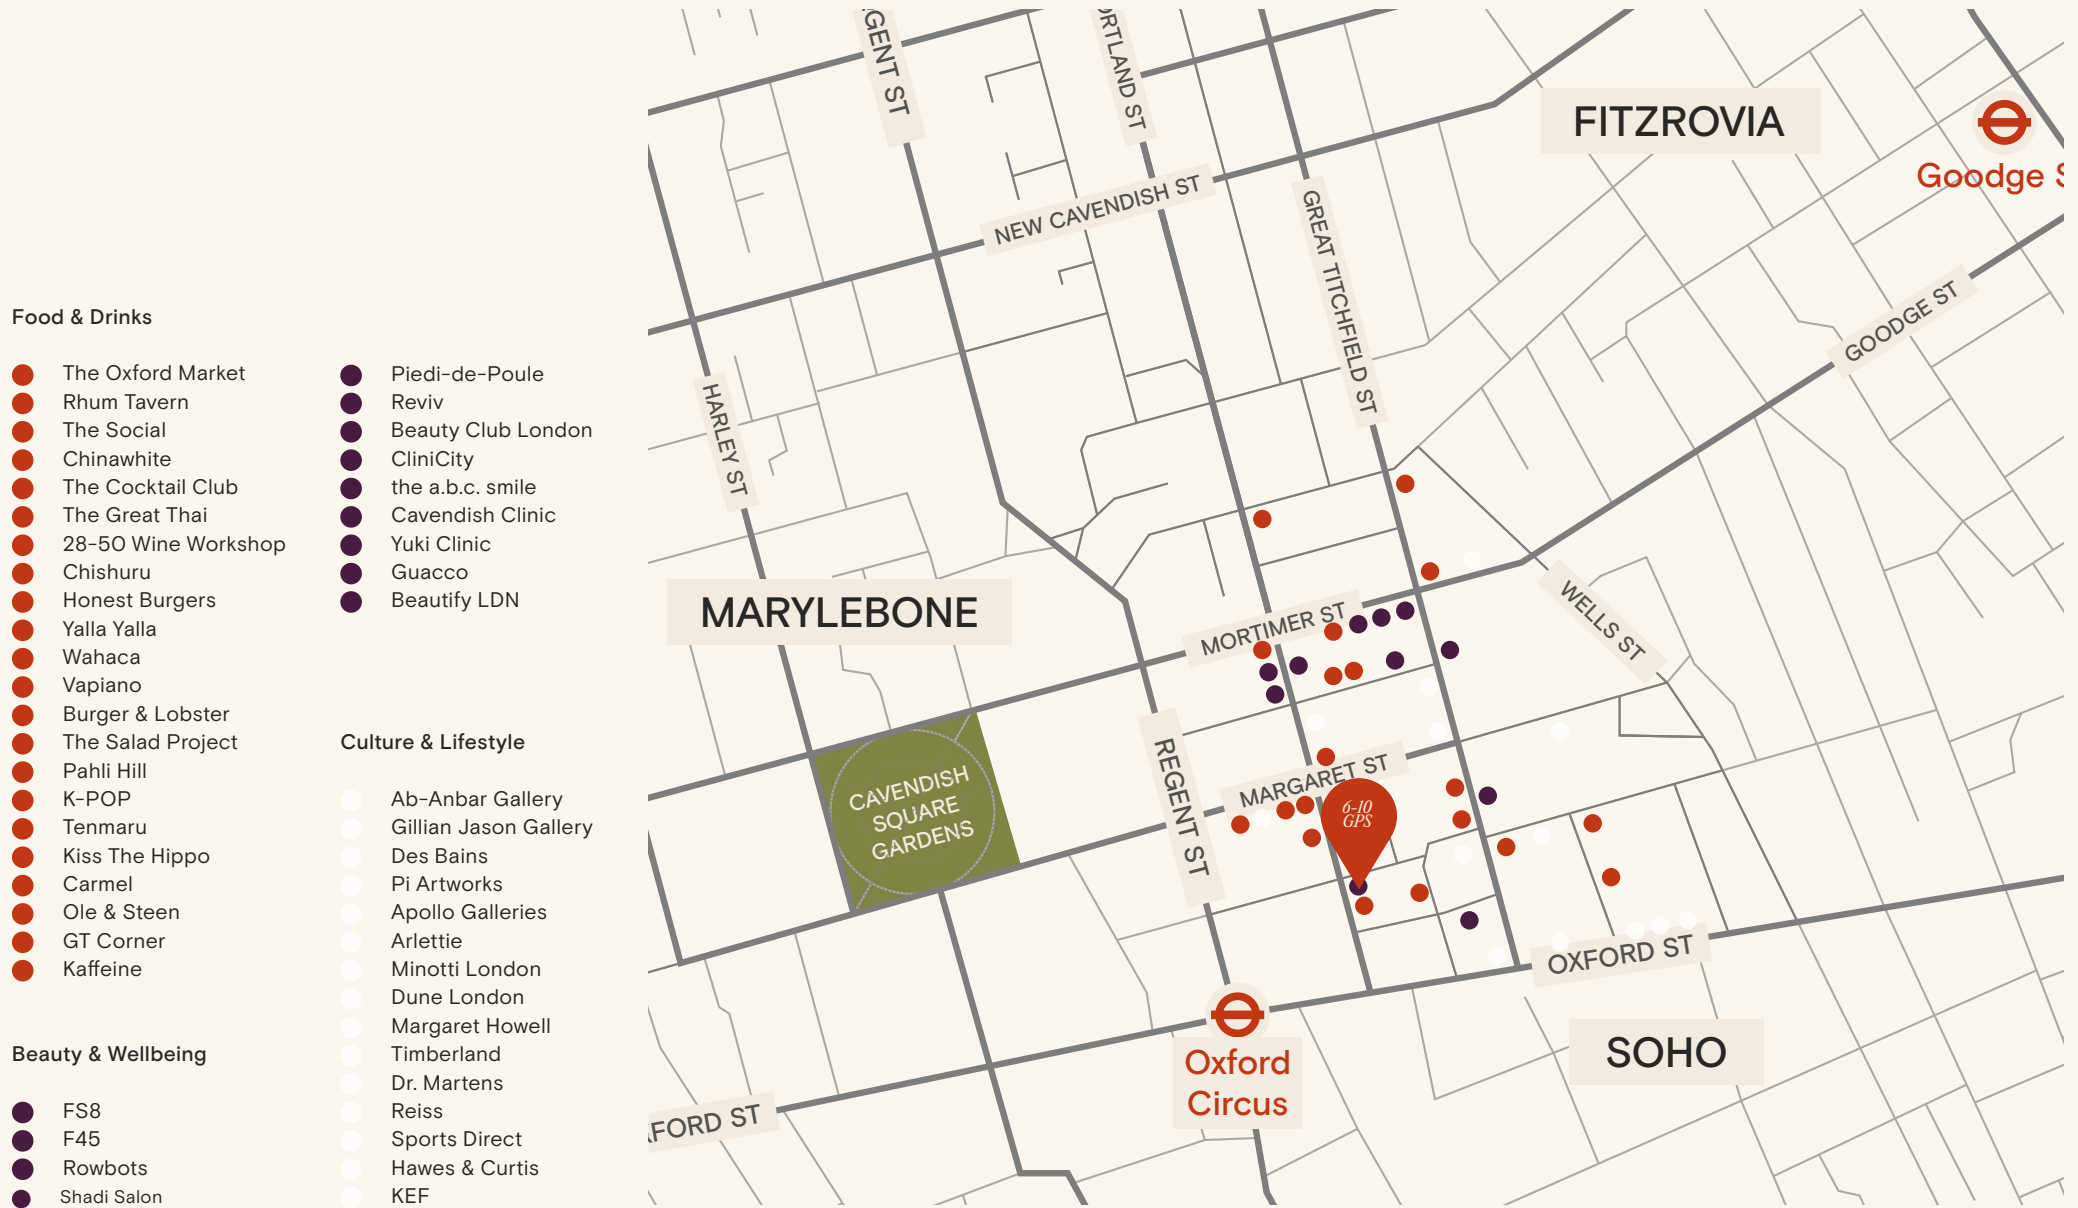 Food & Drinks
The Oxford Market
Rhum Tavern
The Social
Chinawhite
The Cocktail Club
The Great Thai
28-50 Wine Workshop
Chishuru
Honest Burgers
Yalla Yalla
Wahaca
Vapiano
Burger & Lobster
The Salad Project
Pahli Hill
K-POP
Tenmaru
Kiss The Hippo
Carmel
Ole & Steen
GT Corner
Kaffeine
Beauty & Wellbeing
FS8
F45
Rowbots
Shadi Salon
Piedi-de-Poule
Reviv
Beauty Club London
CliniCity
the a.b.c. smile
Cavendish Clinic
Yuki Clinic
Guacco
Beautify LDN
Culture & Lifestyle
Ab-Anbar Gallery
Gillian Jason Gallery
Des Bains
Pi Artworks
Apollo Galleries
Arlettie
Minotti London
Dune London
Margaret Howell
Timberland
Dr. Martens
Reiss
Sports Direct
Hawes & Curtis
KEF
GENT ST
ORTLAND ST
FITZROVIA
Goodge S
NEW CAVENDISH ST
GREAT TITCHFIELD ST
GOODGE ST
HARLEY ST
MARYLEBONE
MORTIMER ST
WELLS ST
REGENT ST
MARGARET ST
CAVENDISH
SQUARE
GARDENS
6-10
GPS
OXFORD ST
Oxford
Circus
SOHO
FORD ST